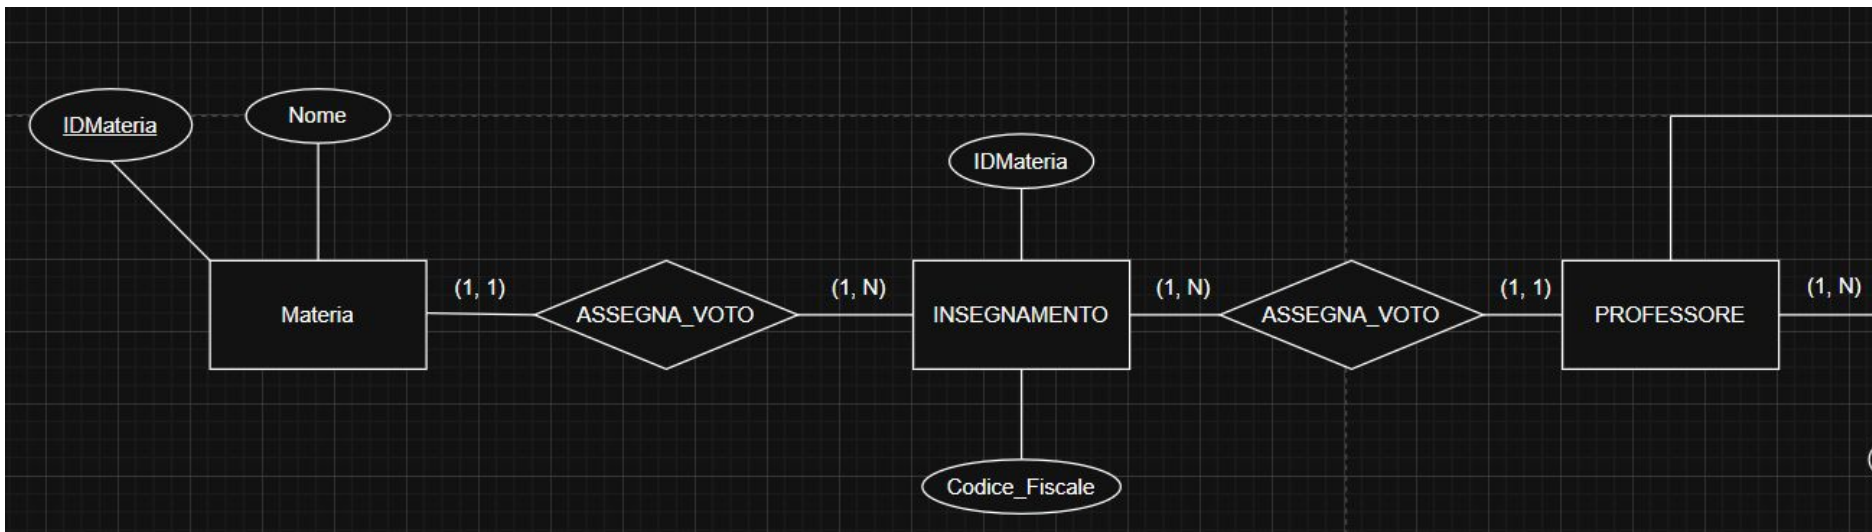 IDMateria
Nome
IDMateria
Materia
(1, 1)
ASSEGNA_VOTO
(1, N)
INSEGNAMENTO
(1, N)
ASSEGNA_VOTO
(1, 1)
PROFESSORE
(1, N)
Codice_Fiscale